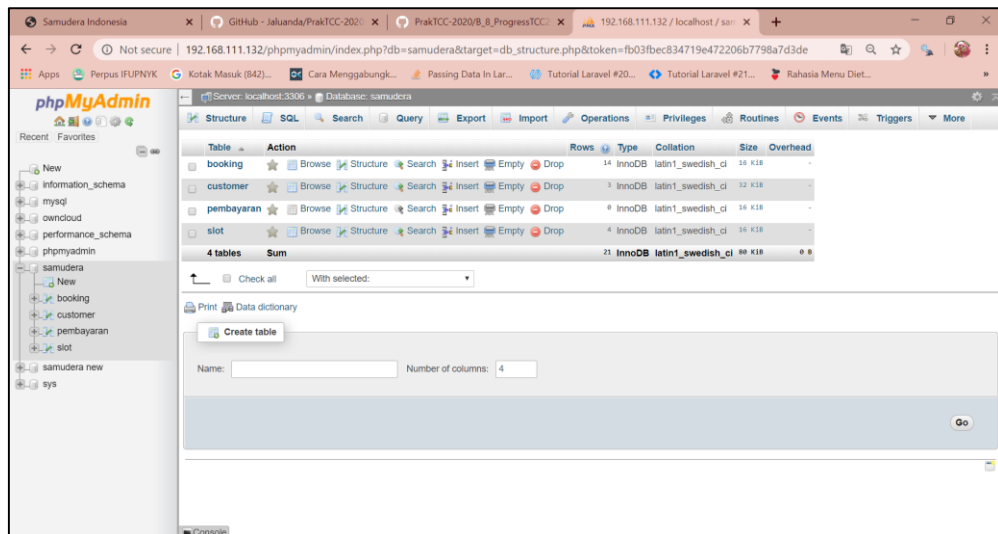 Samudera Indonesia
GitHub - Jaluanda/PrakTCC-2020
PrakTCC-2020/B_8_ProgressTCC2
192.168.111.132 / localhost / sam
Not secure | 192.168.111.132/phpmyadmin/index.php?db=samudera&target=db_structure.php&token=fb03fbec834719e472206b7798a7d3de
Apps Perpus IFUPNYK Kotak Masuk (842)... Cara Menggabungk... Passing Data In Lar... Tutorial Laravel #20... Tutorial Laravel #21... Rahasia Menu Diet... »
phpMyAdmin
Recent Favorites
New
information_schema
mysql
owncloud
performance_schema
phpmyadmin
samudera
New
booking
customer
pembayaran
slot
samudera new
sys
Server: localhost:3306 » Database: samudera
Structure SQL Search Query Export Import Operations Privileges Routines Events Triggers More
Table Action Rows Type Collation Size Overhead
booking Browse Structure Search Insert Empty Drop 14 InnoDB latin1_swedish_ci 16 KiB -
customer Browse Structure Search Insert Empty Drop 3 InnoDB latin1_swedish_ci 32 KiB -
pembayaran Browse Structure Search Insert Empty Drop 0 InnoDB latin1_swedish_ci 16 KiB -
slot Browse Structure Search Insert Empty Drop 4 InnoDB latin1_swedish_ci 16 KiB -
4 tables Sum 21 InnoDB latin1_swedish_ci 80 KiB 0 B
Check all With selected:
Print Data dictionary
Create table
Name: Number of columns: 4
Go
Console